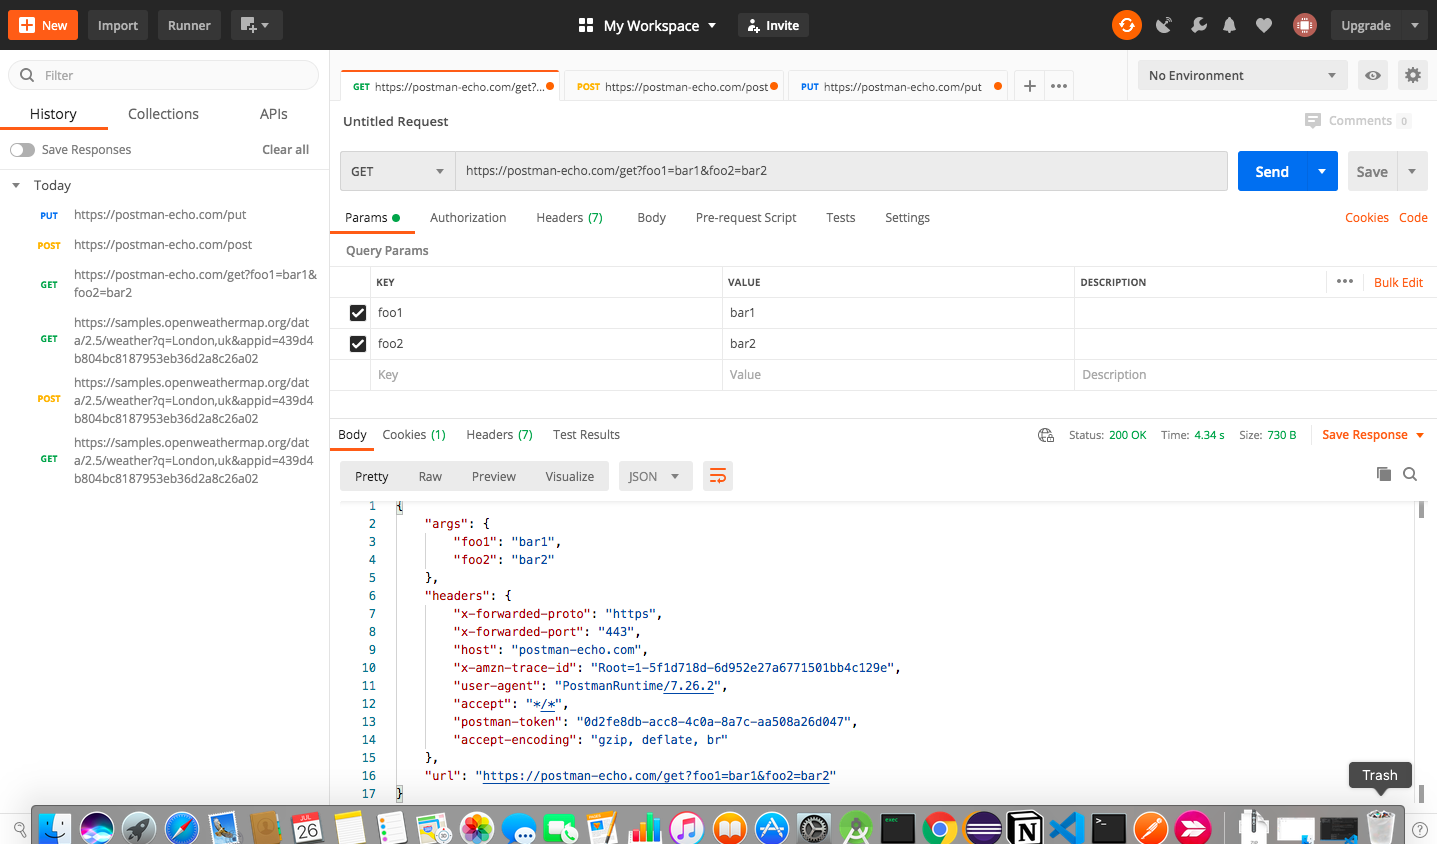 New
Import
Runner
My Workspace
Invite
Upgrade
Filter
History
Collections
APIs
Save Responses
Clear all
Today
PUT https://postman-echo.com/put
POST https://postman-echo.com/post
GET https://postman-echo.com/get?foo1=bar1&
foo2=bar2
GET https://samples.openweathermap.org/dat
a/2.5/weather?q=London,uk&appid=439d4
b804bc8187953eb36d2a8c26a02
POST https://samples.openweathermap.org/dat
a/2.5/weather?q=London,uk&appid=439d4
b804bc8187953eb36d2a8c26a02
GET https://samples.openweathermap.org/dat
a/2.5/weather?q=London,uk&appid=439d4
b804bc8187953eb36d2a8c26a02
GET https://postman-echo.com/get?...
POST https://postman-echo.com/post
PUT https://postman-echo.com/put
No Environment
Untitled Request
Comments 0
GET
https://postman-echo.com/get?foo1=bar1&foo2=bar2
Send
Save
Params
Authorization
Headers (7)
Body
Pre-request Script
Tests
Settings
Cookies
Code
Query Params
KEY VALUE DESCRIPTION
Bulk Edit
foo1 bar1
foo2 bar2
Key Value Description
Body
Cookies (1)
Headers (7)
Test Results
Status: 200 OK
Time: 4.34 s
Size: 730 B
Save Response
Pretty
Raw
Preview
Visualize
JSON
1 {
2 "args": {
3 "foo1": "bar1",
4 "foo2": "bar2"
5 },
6 "headers": {
7 "x-forwarded-proto": "https",
8 "x-forwarded-port": "443",
9 "host": "postman-echo.com",
10 "x-amzn-trace-id": "Root=1-5f1d718d-6d952e27a6771501bb4c129e",
11 "user-agent": "PostmanRuntime/7.26.2",
12 "accept": "*/*",
13 "postman-token": "0d2fe8db-acc8-4c0a-8a7c-aa508a26d047",
14 "accept-encoding": "gzip, deflate, br"
15 },
16 "url": "https://postman-echo.com/get?foo1=bar1&foo2=bar2"
17 }
Trash
JUL
26
exec